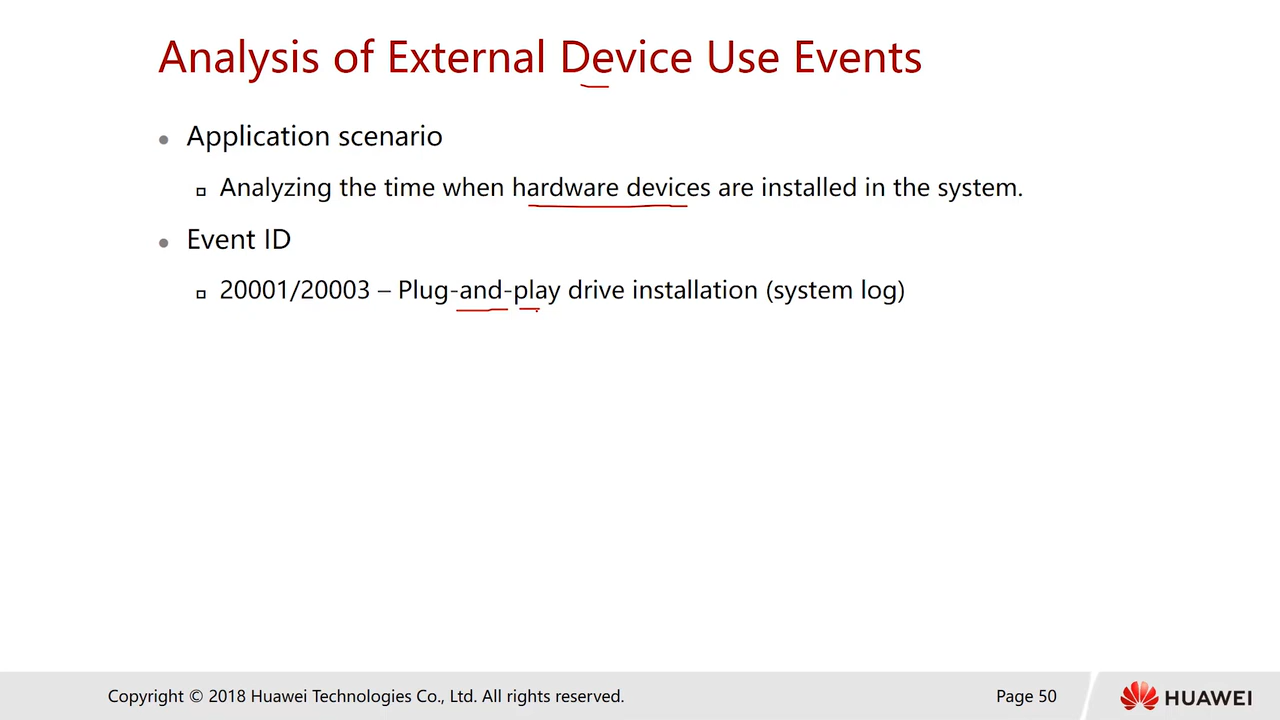 Analysis of External Device Use Events
Application scenario
Analyzing the time when hardware devices are installed in the system.
Event ID
20001/20003 – Plug-and-play drive installation (system log)
Copyright © 2018 Huawei Technologies Co., Ltd. All rights reserved.
Page 50
HUAWEI